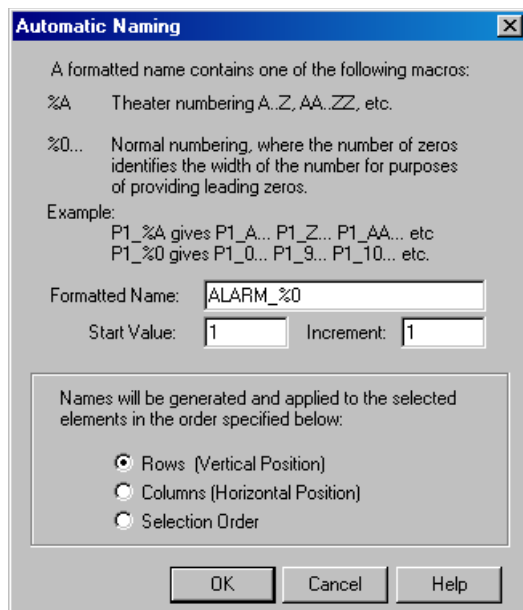 Automatic Naming
A formatted name contains one of the following macros:
%A Theater numbering A..Z, AA..ZZ, etc.
%0... Normal numbering, where the number of zeros
identifies the width of the number for purposes
of providing leading zeros.
Example:
P1_%A gives P1_A... P1_Z... P1_AA... etc
P1_%0 gives P1_0... P1_9... P1_10... etc.
Formatted Name: ALARM_%0
Start Value: 1 Increment: 1
Names will be generated and applied to the selected
elements in the order specified below:
Rows (Vertical Position)
Columns (Horizontal Position)
Selection Order
OK Cancel Help